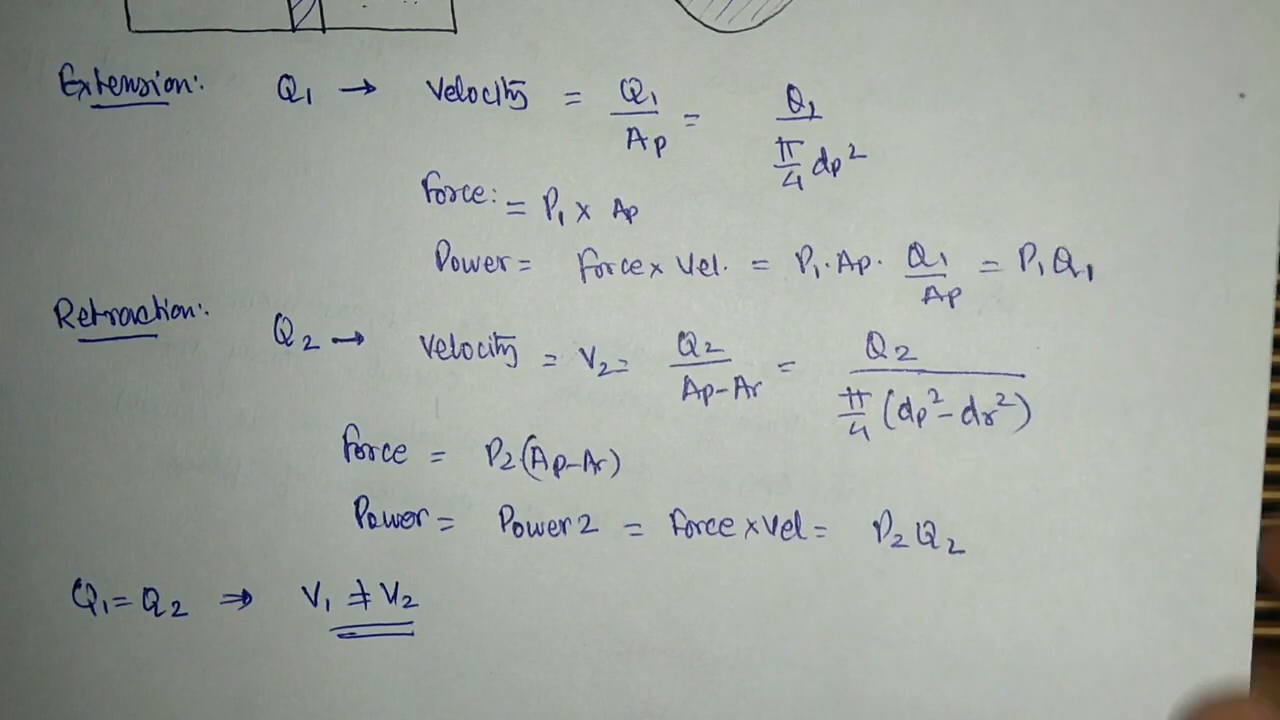 Extension: Q₁ → Velocity = Q₁/Ap = Q₁/(π/4 dp²)
Force: = P₁ × Ap
Power = Force × Vel. = P₁·Ap· Q₁/Ap = P₁Q₁
Retraction: Q₂ → Velocity = V₂ = Q₂/(Ap-Ar) = Q₂/(π/4 (dp²-dr²))
Force = P₂(Ap-Ar)
Power = Power 2 = Force × Vel = P₂Q₂
Q₁ = Q₂ ⇒ V₁ ≠ V₂